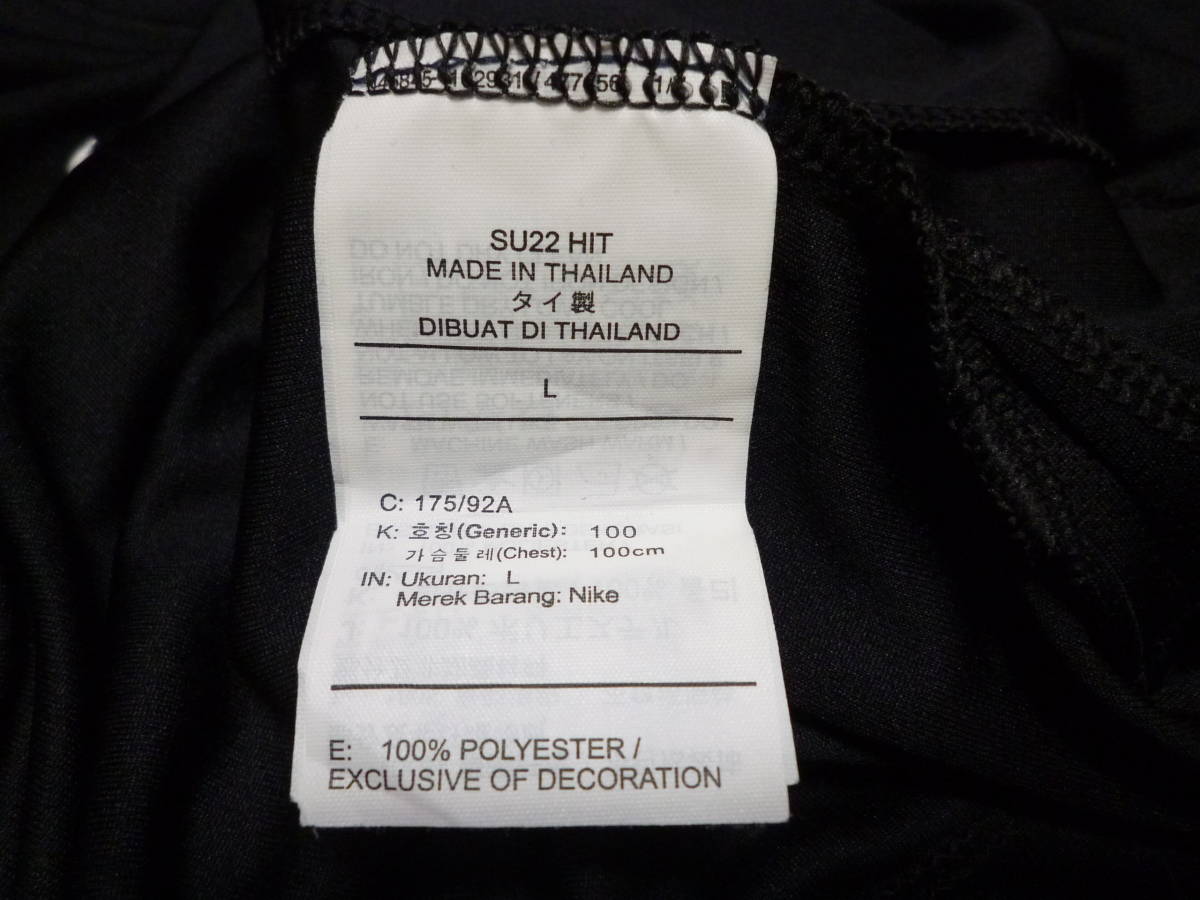 SU22 HIT
MADE IN THAILAND
タイ製
DIBUAT DI THAILAND
L
C: 175/92A
K: 호칭(Generic): 100
가슴둘레(Chest): 100cm
IN: Ukuran: L
Merek Barang: Nike
E: 100% POLYESTER /
EXCLUSIVE OF DECORATION